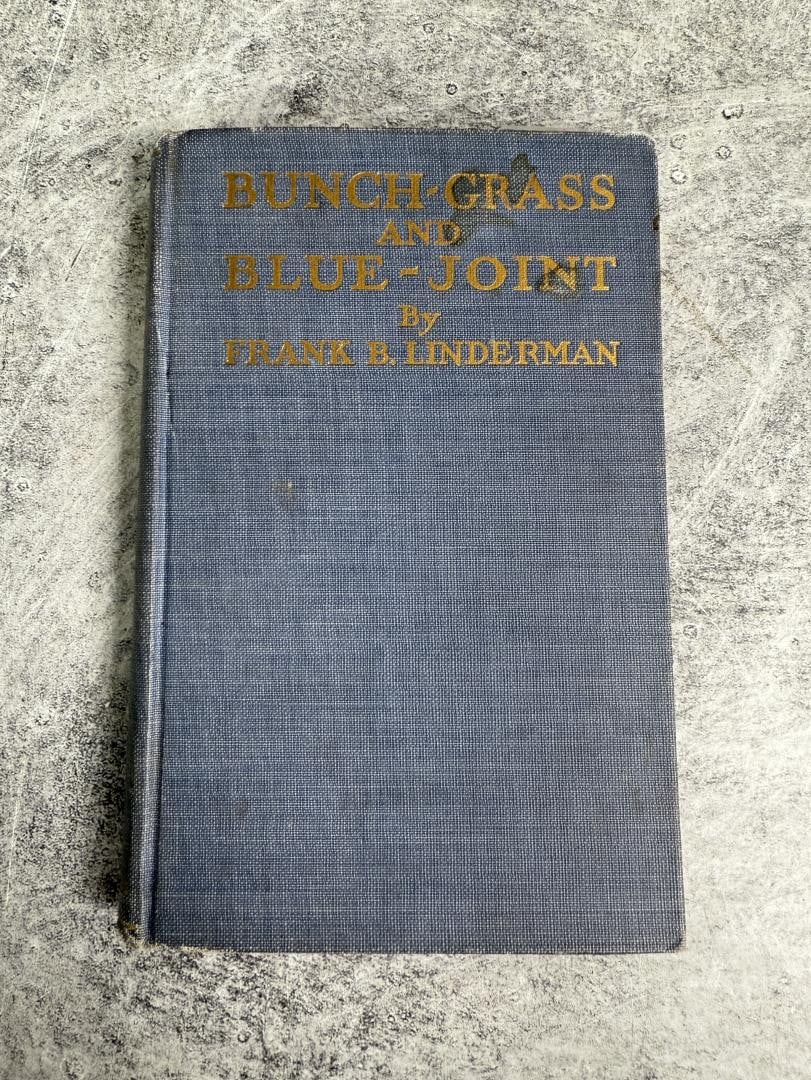 BUNCH-GRASS
AND
BLUE-JOINT
By
FRANK B. LINDERMAN